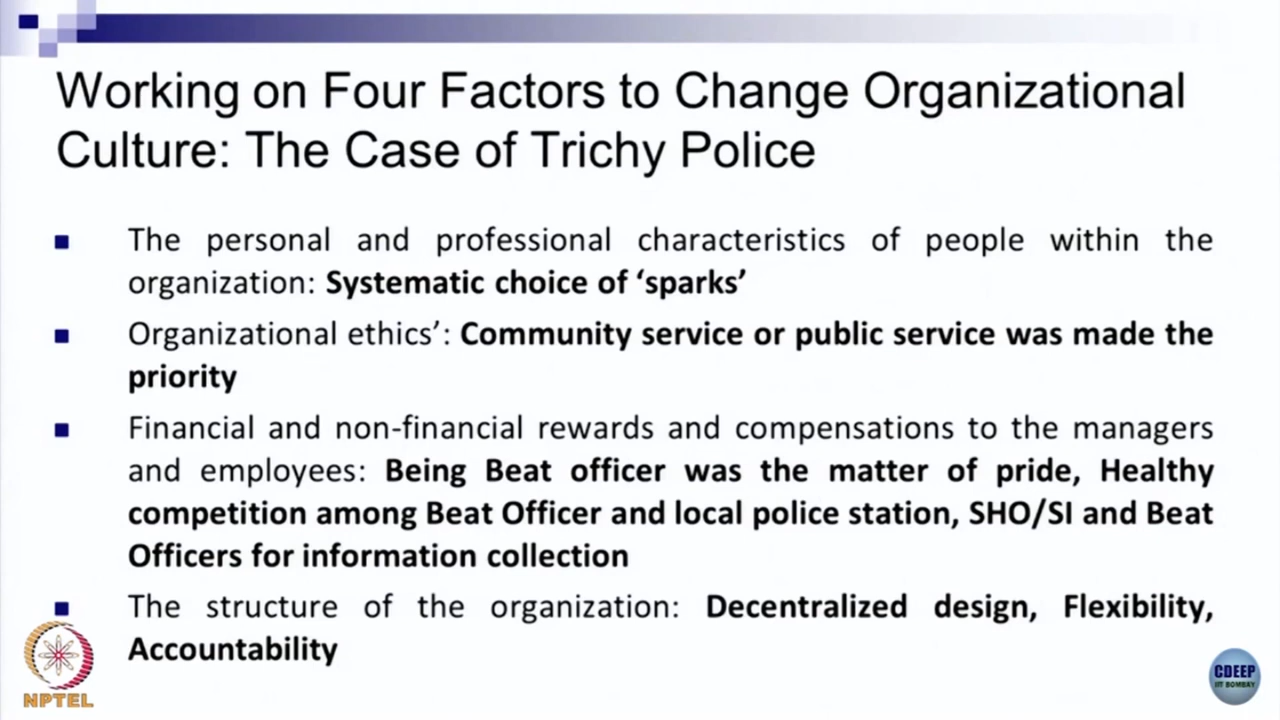 Working on Four Factors to Change Organizational
Culture: The Case of Trichy Police
The personal and professional characteristics of people within the
organization: Systematic choice of ‘sparks’
Organizational ethics’: Community service or public service was made the
priority
Financial and non-financial rewards and compensations to the managers
and employees: Being Beat officer was the matter of pride, Healthy
competition among Beat Officer and local police station, SHO/SI and Beat
Officers for information collection
The structure of the organization: Decentralized design, Flexibility,
Accountability
NPTEL
CDEEP
IIT BOMBAY